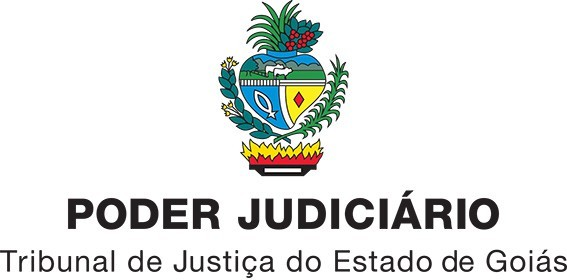 PODER JUDICIÁRIO
Tribunal de Justiça do Estado de Goiás